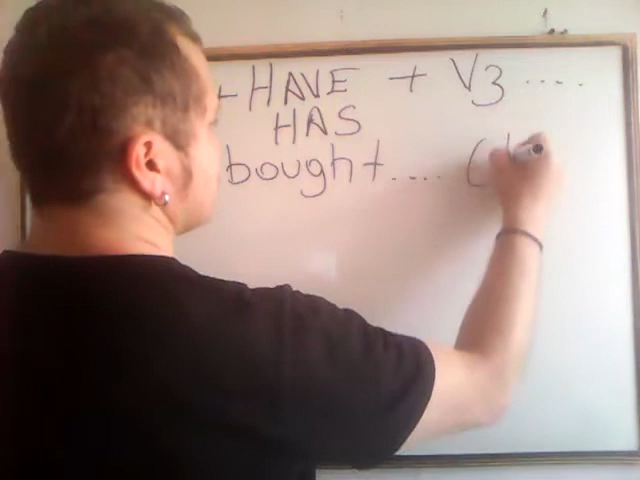 + HAVE + V3 .....
HAS
bought.... (